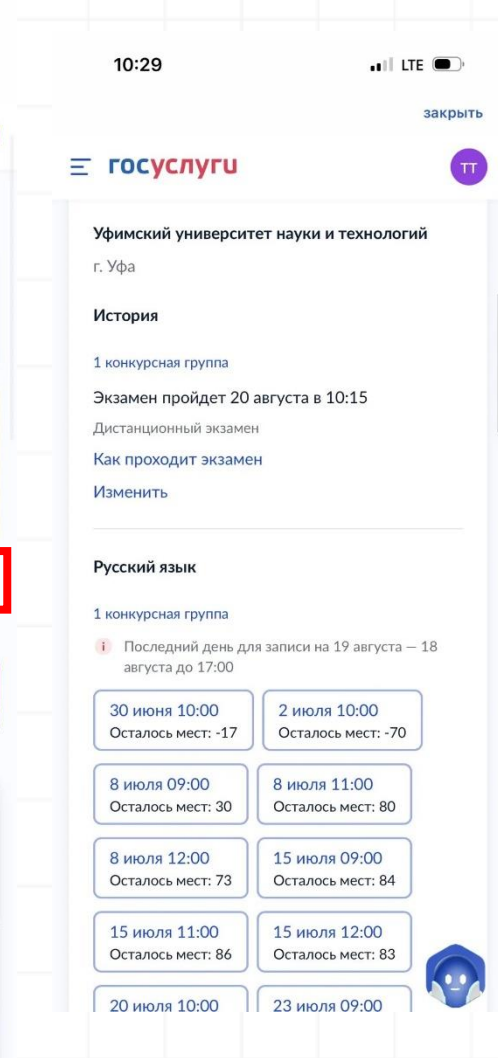 10:29 LTE
закрыть
госуслуги ТТ
Уфимский университет науки и технологий
г. Уфа
История
1 конкурсная группа
Экзамен пройдет 20 августа в 10:15
Дистанционный экзамен
Как проходит экзамен
Изменить
Русский язык
1 конкурсная группа
i Последний день для записи на 19 августа — 18
августа до 17:00
30 июня 10:00
Осталось мест: -17
2 июля 10:00
Осталось мест: -70
8 июля 09:00
Осталось мест: 30
8 июля 11:00
Осталось мест: 80
8 июля 12:00
Осталось мест: 73
15 июля 09:00
Осталось мест: 84
15 июля 11:00
Осталось мест: 86
15 июля 12:00
Осталось мест: 83
20 июля 10:00
23 июля 09:00